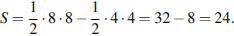 S = 1/2 · 8 · 8 − 1/2 · 4 · 4 = 32 − 8 = 24.